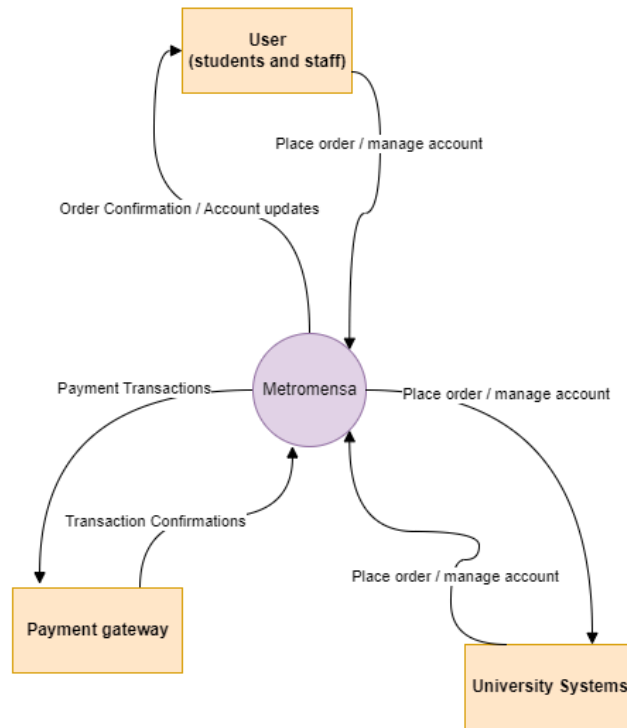 User
(students and staff)
Place order / manage account
Order Confirmation / Account updates
Metromensa
Payment Transactions
Place order / manage account
Transaction Confirmations
Place order / manage account
Payment gateway
University Systems